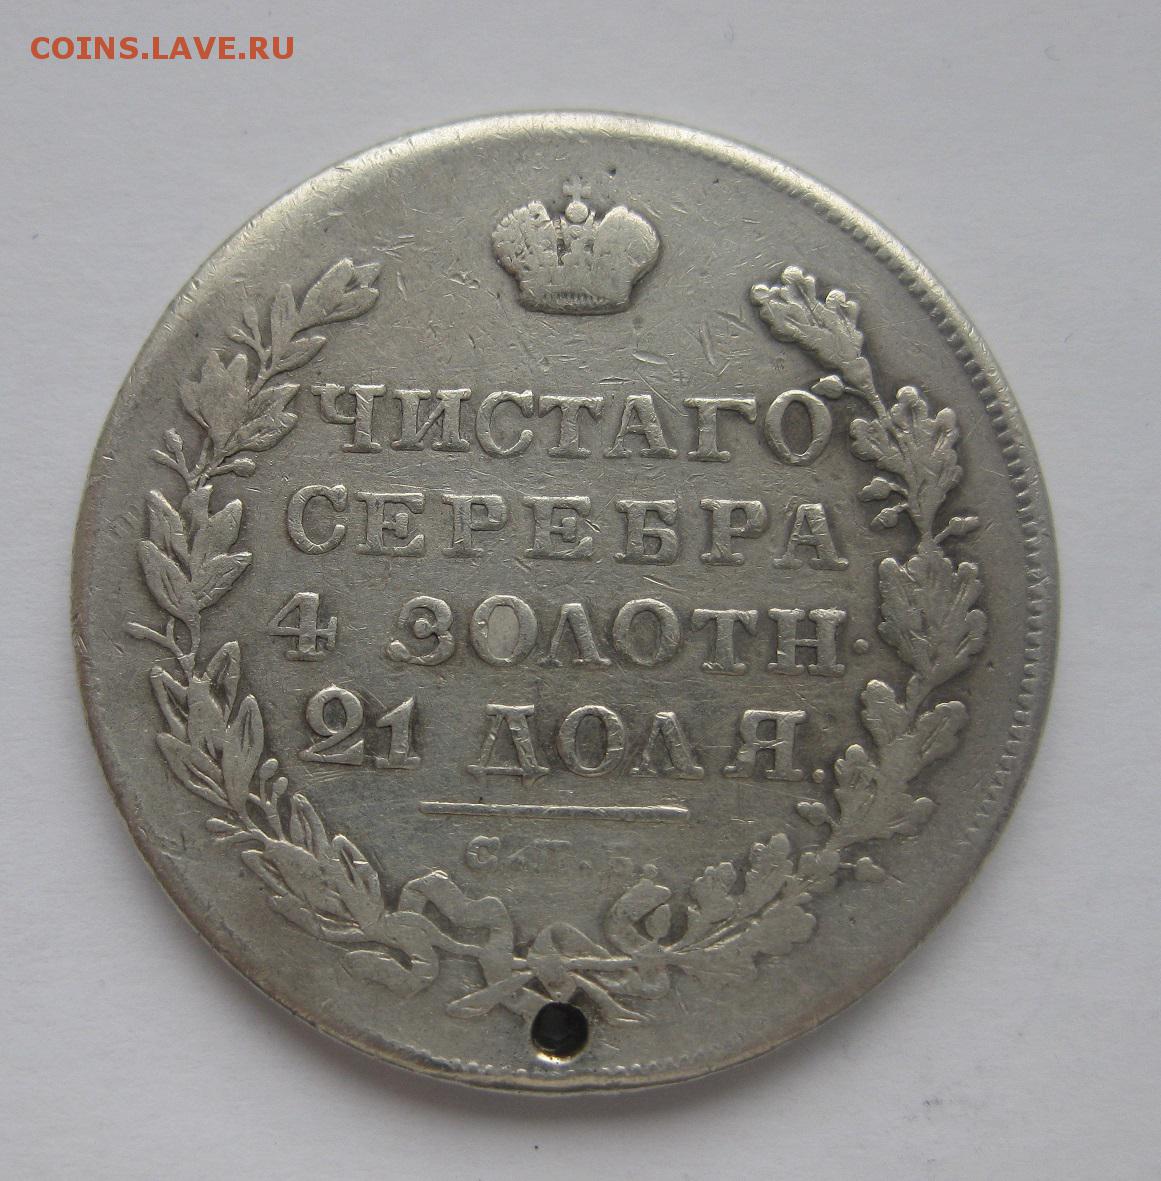 COINS.LAVE.RU
ЧИСТАГО
СЕРЕБРА
4 ЗОЛОТН.
21 ДОЛЯ.
С.П.Б.